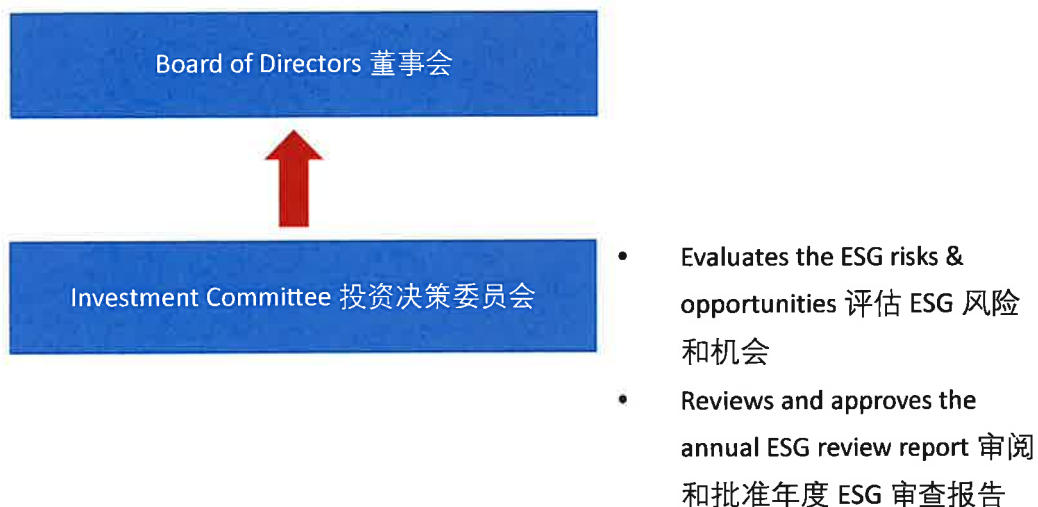 Board of Directors 董事会
Investment Committee 投资决策委员会
• Evaluates the ESG risks &
opportunities 评估 ESG 风险
和机会
• Reviews and approves the
annual ESG review report 审阅
和批准年度 ESG 审查报告